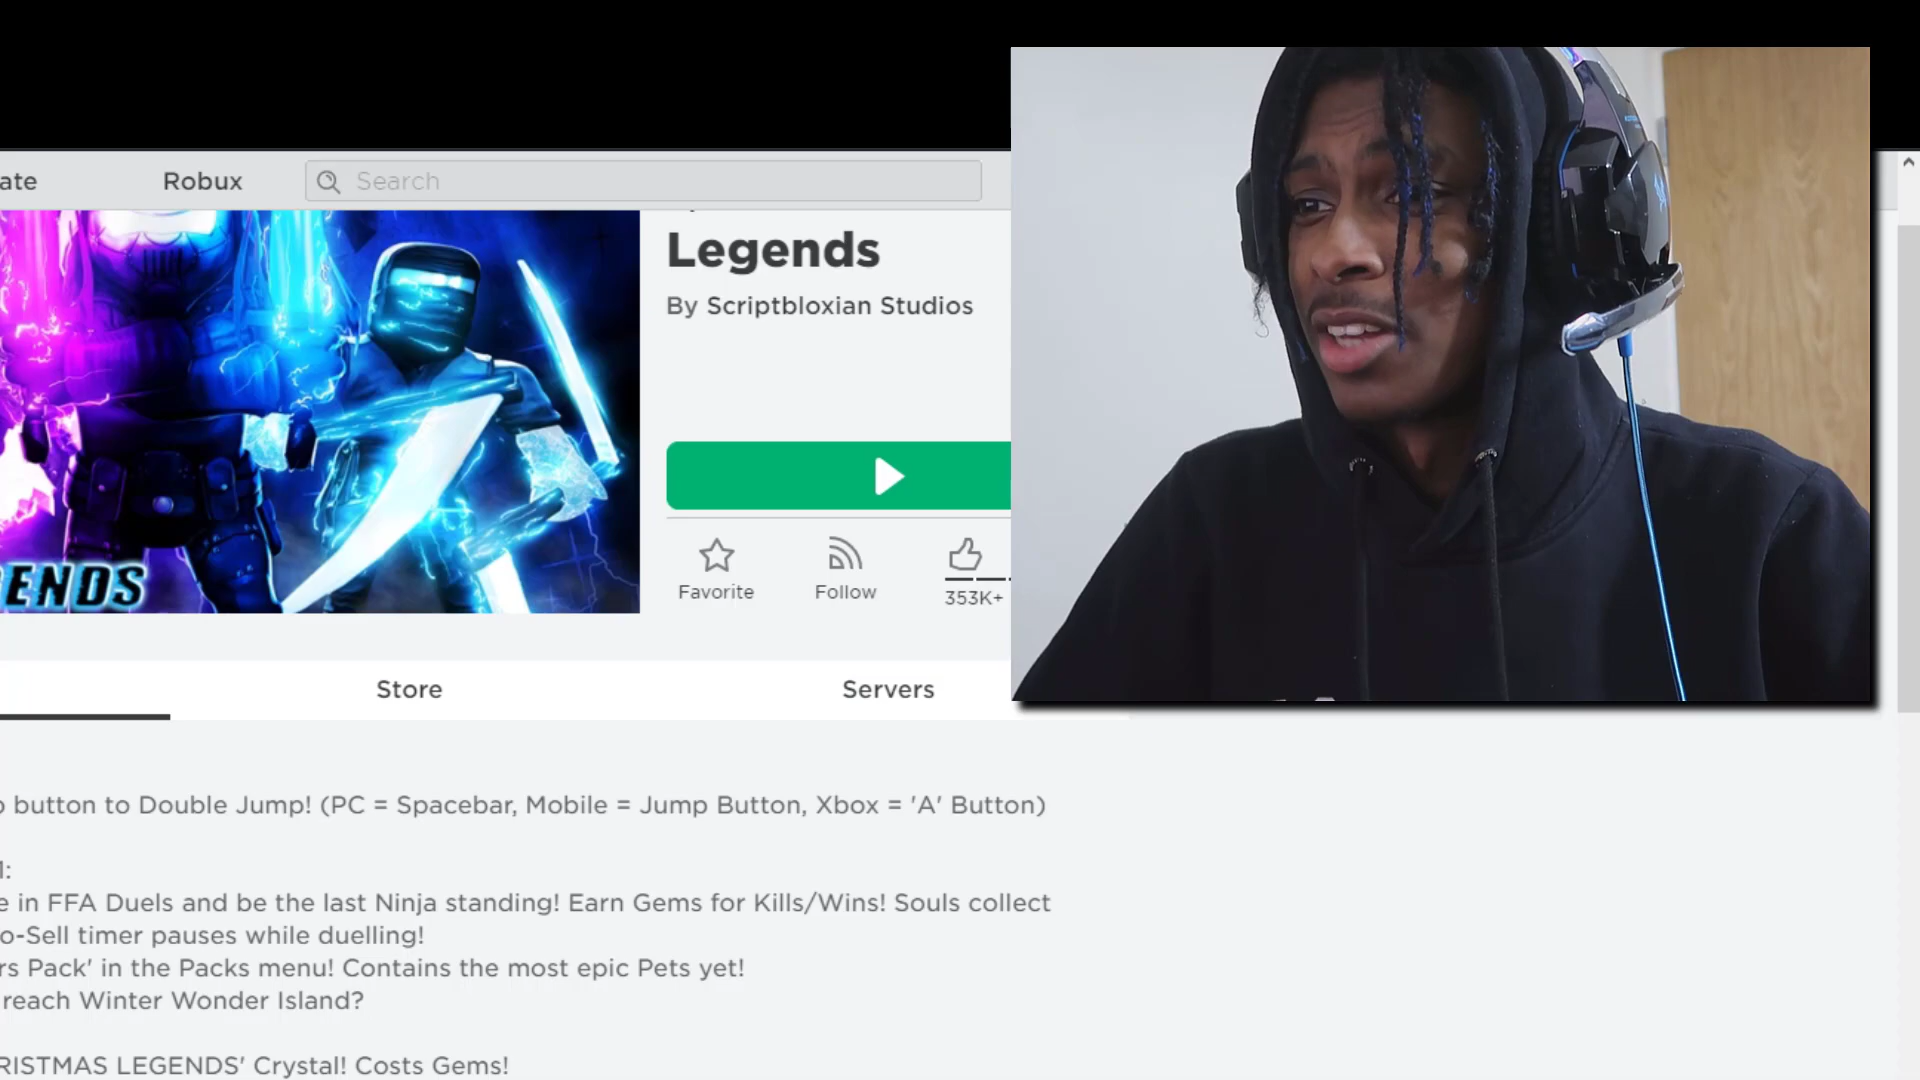 ate
Robux
Search
Legends
By Scriptbloxian Studios
ENDS
Favorite
Follow
353K+
Store
Servers
button to Double Jump! (PC = Spacebar, Mobile = Jump Button, Xbox = 'A' Button)
:
e in FFA Duels and be the last Ninja standing! Earn Gems for Kills/Wins! Souls collect
o-Sell timer pauses while duelling!
rs Pack' in the Packs menu! Contains the most epic Pets yet!
reach Winter Wonder Island?
RISTMAS LEGENDS' Crystal! Costs Gems!